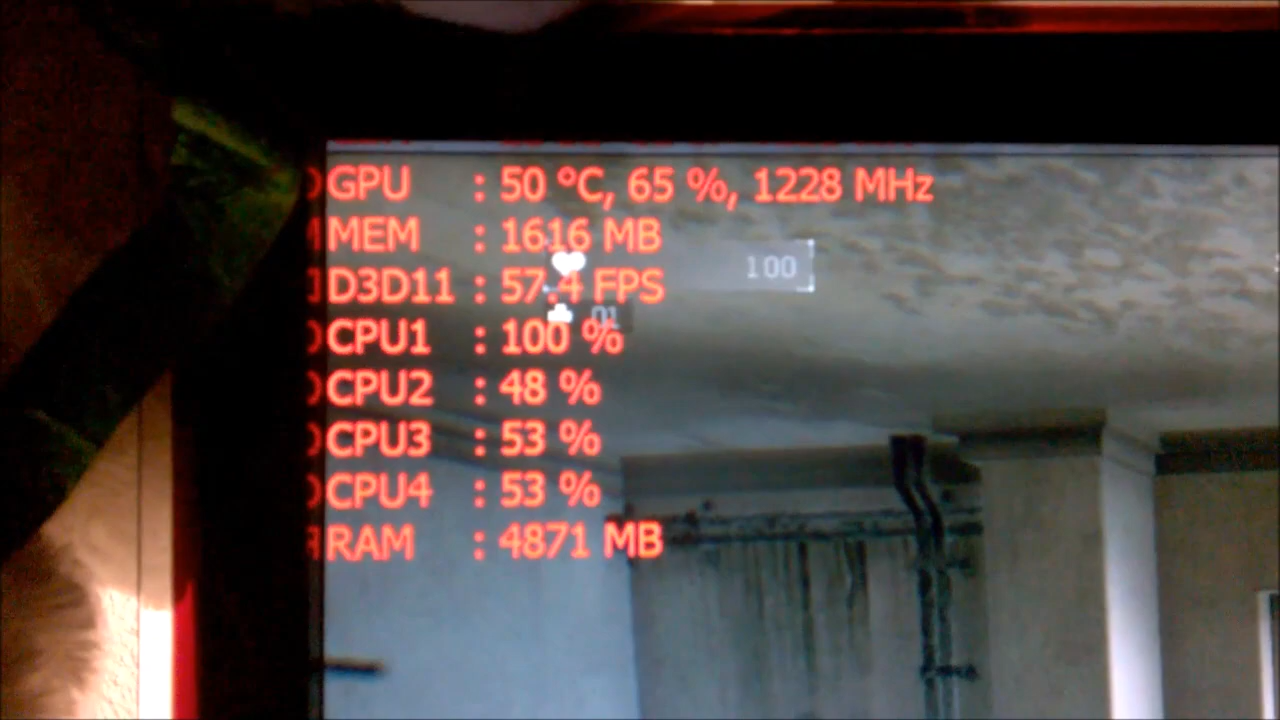 GPU : 50 °C, 65 %, 1228 MHz
MEM : 1616 MB
100
D3D11 : 57.4 FPS
01
CPU1 : 100 %
CPU2 : 48 %
CPU3 : 53 %
CPU4 : 53 %
RAM : 4871 MB